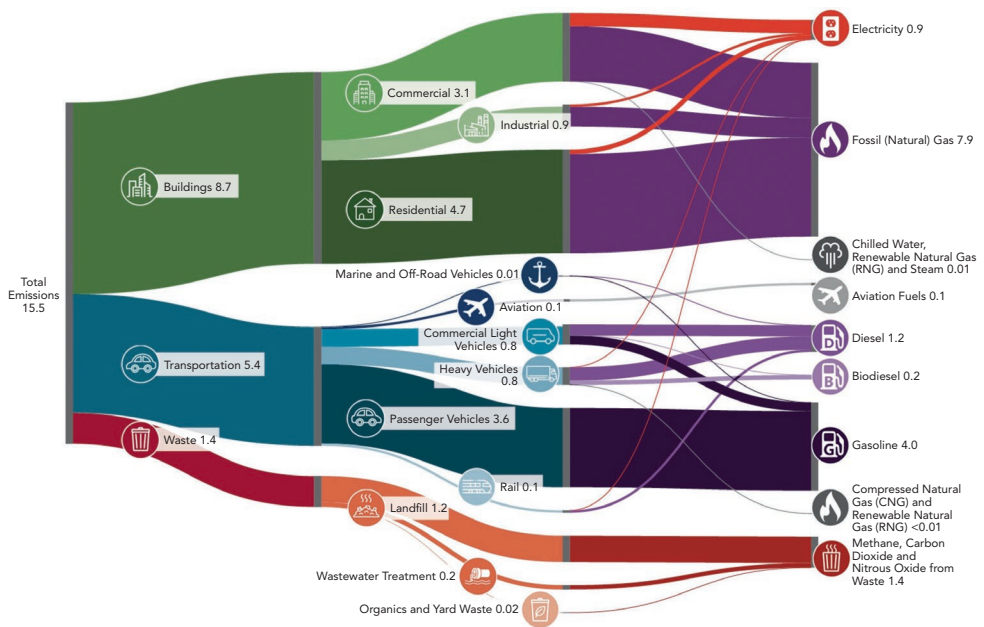 Total
Emissions
15.5
Buildings 8.7
Transportation 5.4
Waste 1.4
Commercial 3.1
Industrial 0.9
Residential 4.7
Marine and Off-Road Vehicles 0.01
Aviation 0.1
Commercial Light
Vehicles 0.8
Heavy Vehicles
0.8
Passenger Vehicles 3.6
Rail 0.1
Landfill 1.2
Wastewater Treatment 0.2
Organics and Yard Waste 0.02
Electricity 0.9
Fossil (Natural) Gas 7.9
Chilled Water,
Renewable Natural Gas
(RNG) and Steam 0.01
Aviation Fuels 0.1
D
Diesel 1.2
B
Biodiesel 0.2
G
Gasoline 4.0
Compressed Natural
Gas (CNG) and
Renewable Natural
Gas (RNG) <0.01
Methane, Carbon
Dioxide and
Nitrous Oxide from
Waste 1.4